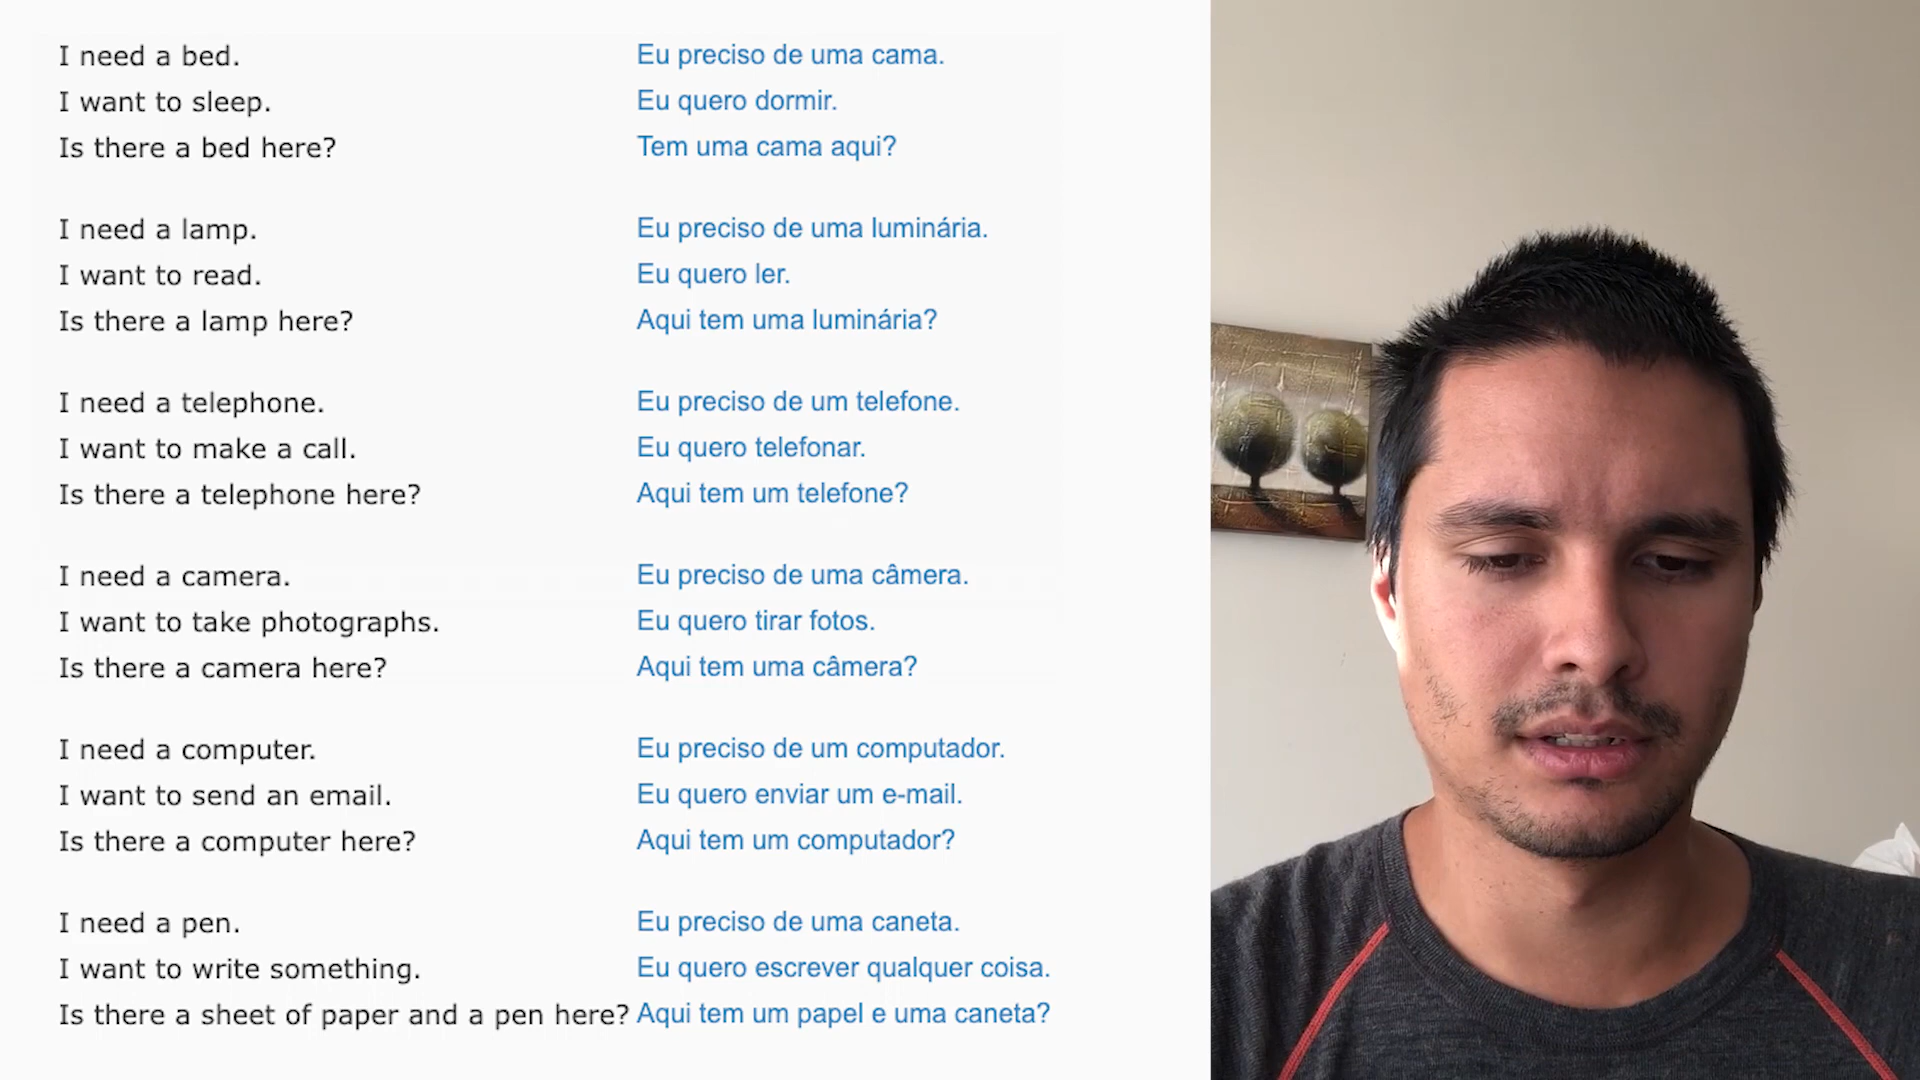 I need a bed. Eu preciso de uma cama.
I want to sleep. Eu quero dormir.
Is there a bed here? Tem uma cama aqui?
I need a lamp. Eu preciso de uma luminária.
I want to read. Eu quero ler.
Is there a lamp here? Aqui tem uma luminária?
I need a telephone. Eu preciso de um telefone.
I want to make a call. Eu quero telefonar.
Is there a telephone here? Aqui tem um telefone?
I need a camera. Eu preciso de uma câmera.
I want to take photographs. Eu quero tirar fotos.
Is there a camera here? Aqui tem uma câmera?
I need a computer. Eu preciso de um computador.
I want to send an email. Eu quero enviar um e-mail.
Is there a computer here? Aqui tem um computador?
I need a pen. Eu preciso de uma caneta.
I want to write something. Eu quero escrever qualquer coisa.
Is there a sheet of paper and a pen here? Aqui tem um papel e uma caneta?